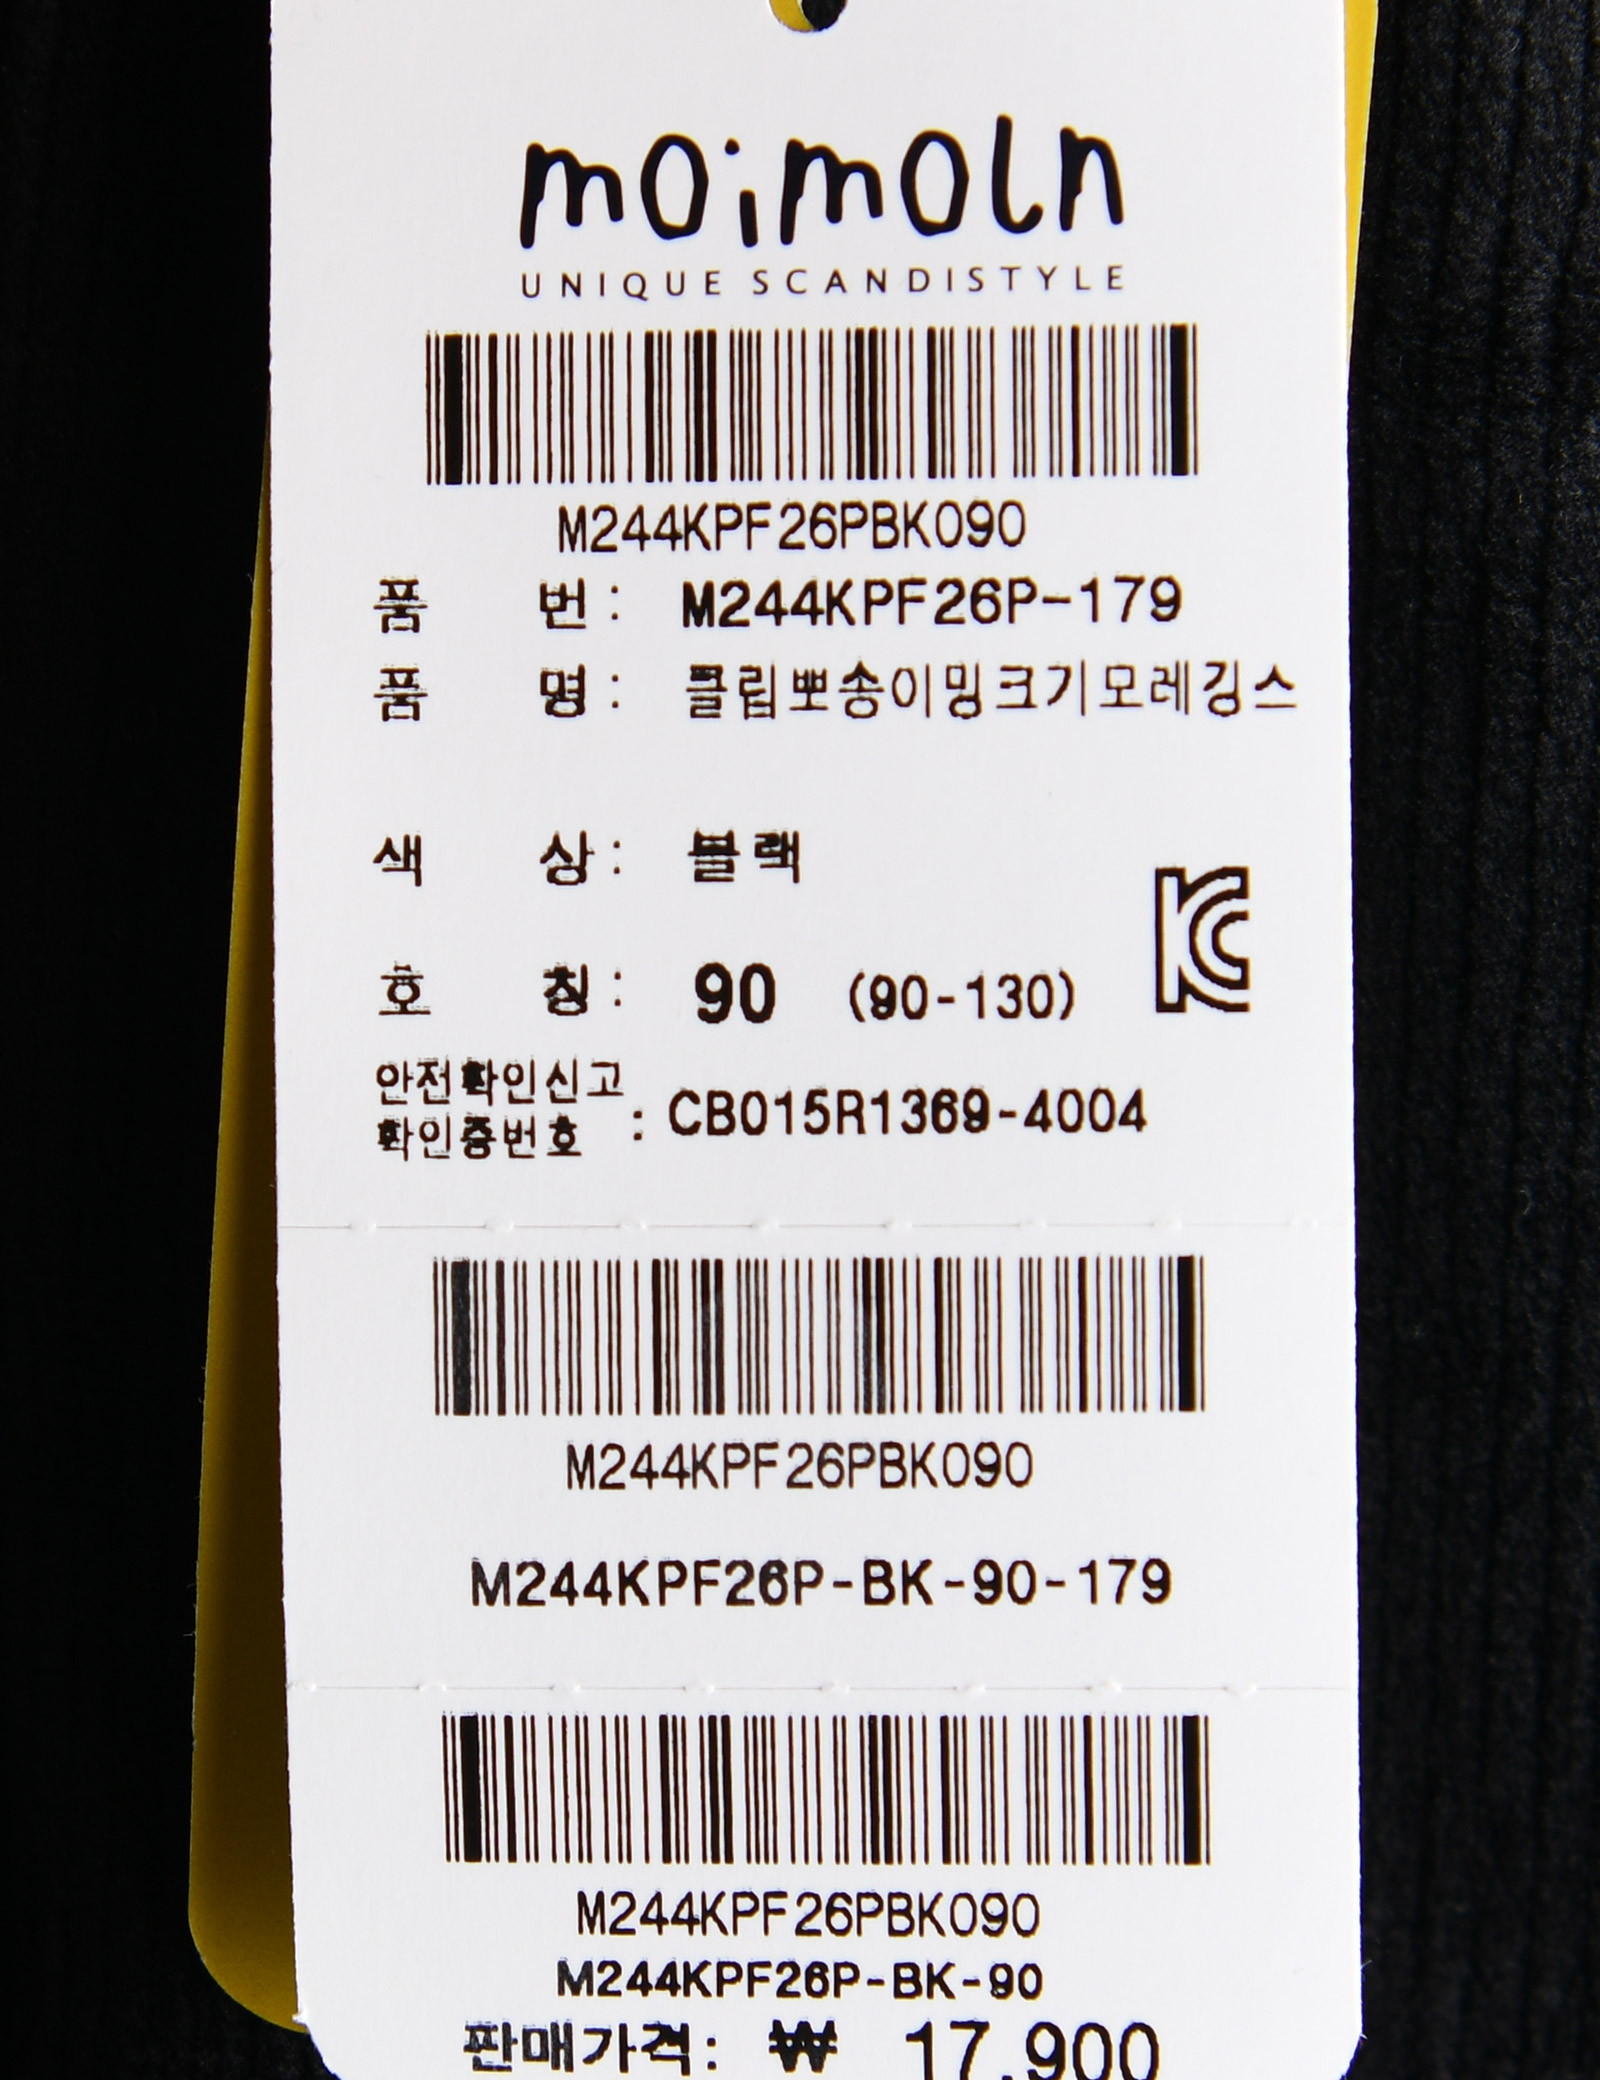 moimoln
UNIQUE SCANDISTYLE
M244KPF26PBK090
품 번 : M244KPF26P-179
품 명 : 클립뽀송이밍크기모레깅스
색 상 : 블랙
호 칭 : 90 (90-130)
KC
안전확인신고
확인증번호 : CB015R1369-4004
M244KPF26PBK090
M244KPF26P-BK-90-179
M244KPF26PBK090
M244KPF26P-BK-90
판매가격: ₩ 17,900